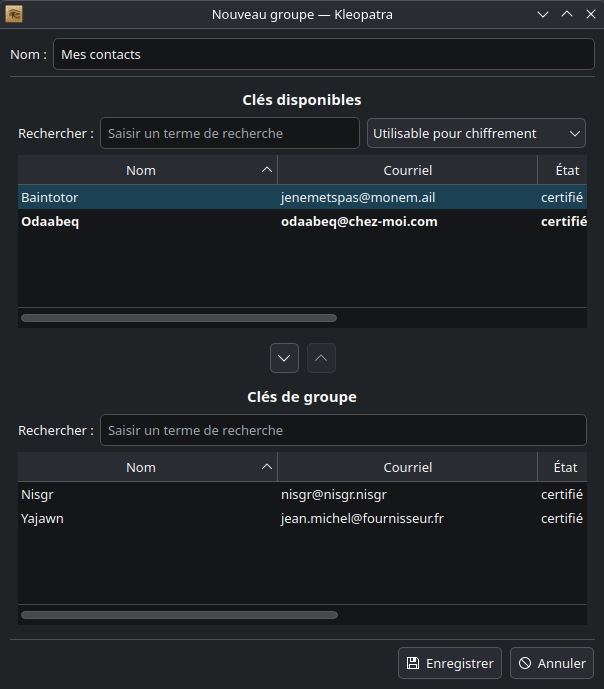 Nouveau groupe — Kleopatra
Nom : Mes contacts
Clés disponibles
Rechercher : Saisir un terme de recherche Utilisable pour chiffrement
Nom Courriel État
Baintotor jenemetspas@monem.ail certifié
Odaabeq odaabeq@chez-moi.com certifié
Clés de groupe
Rechercher : Saisir un terme de recherche
Nom Courriel État
Nisgr nisgr@nisgr.nisgr certifié
Yajawn jean.michel@fournisseur.fr certifié
Enregistrer Annuler